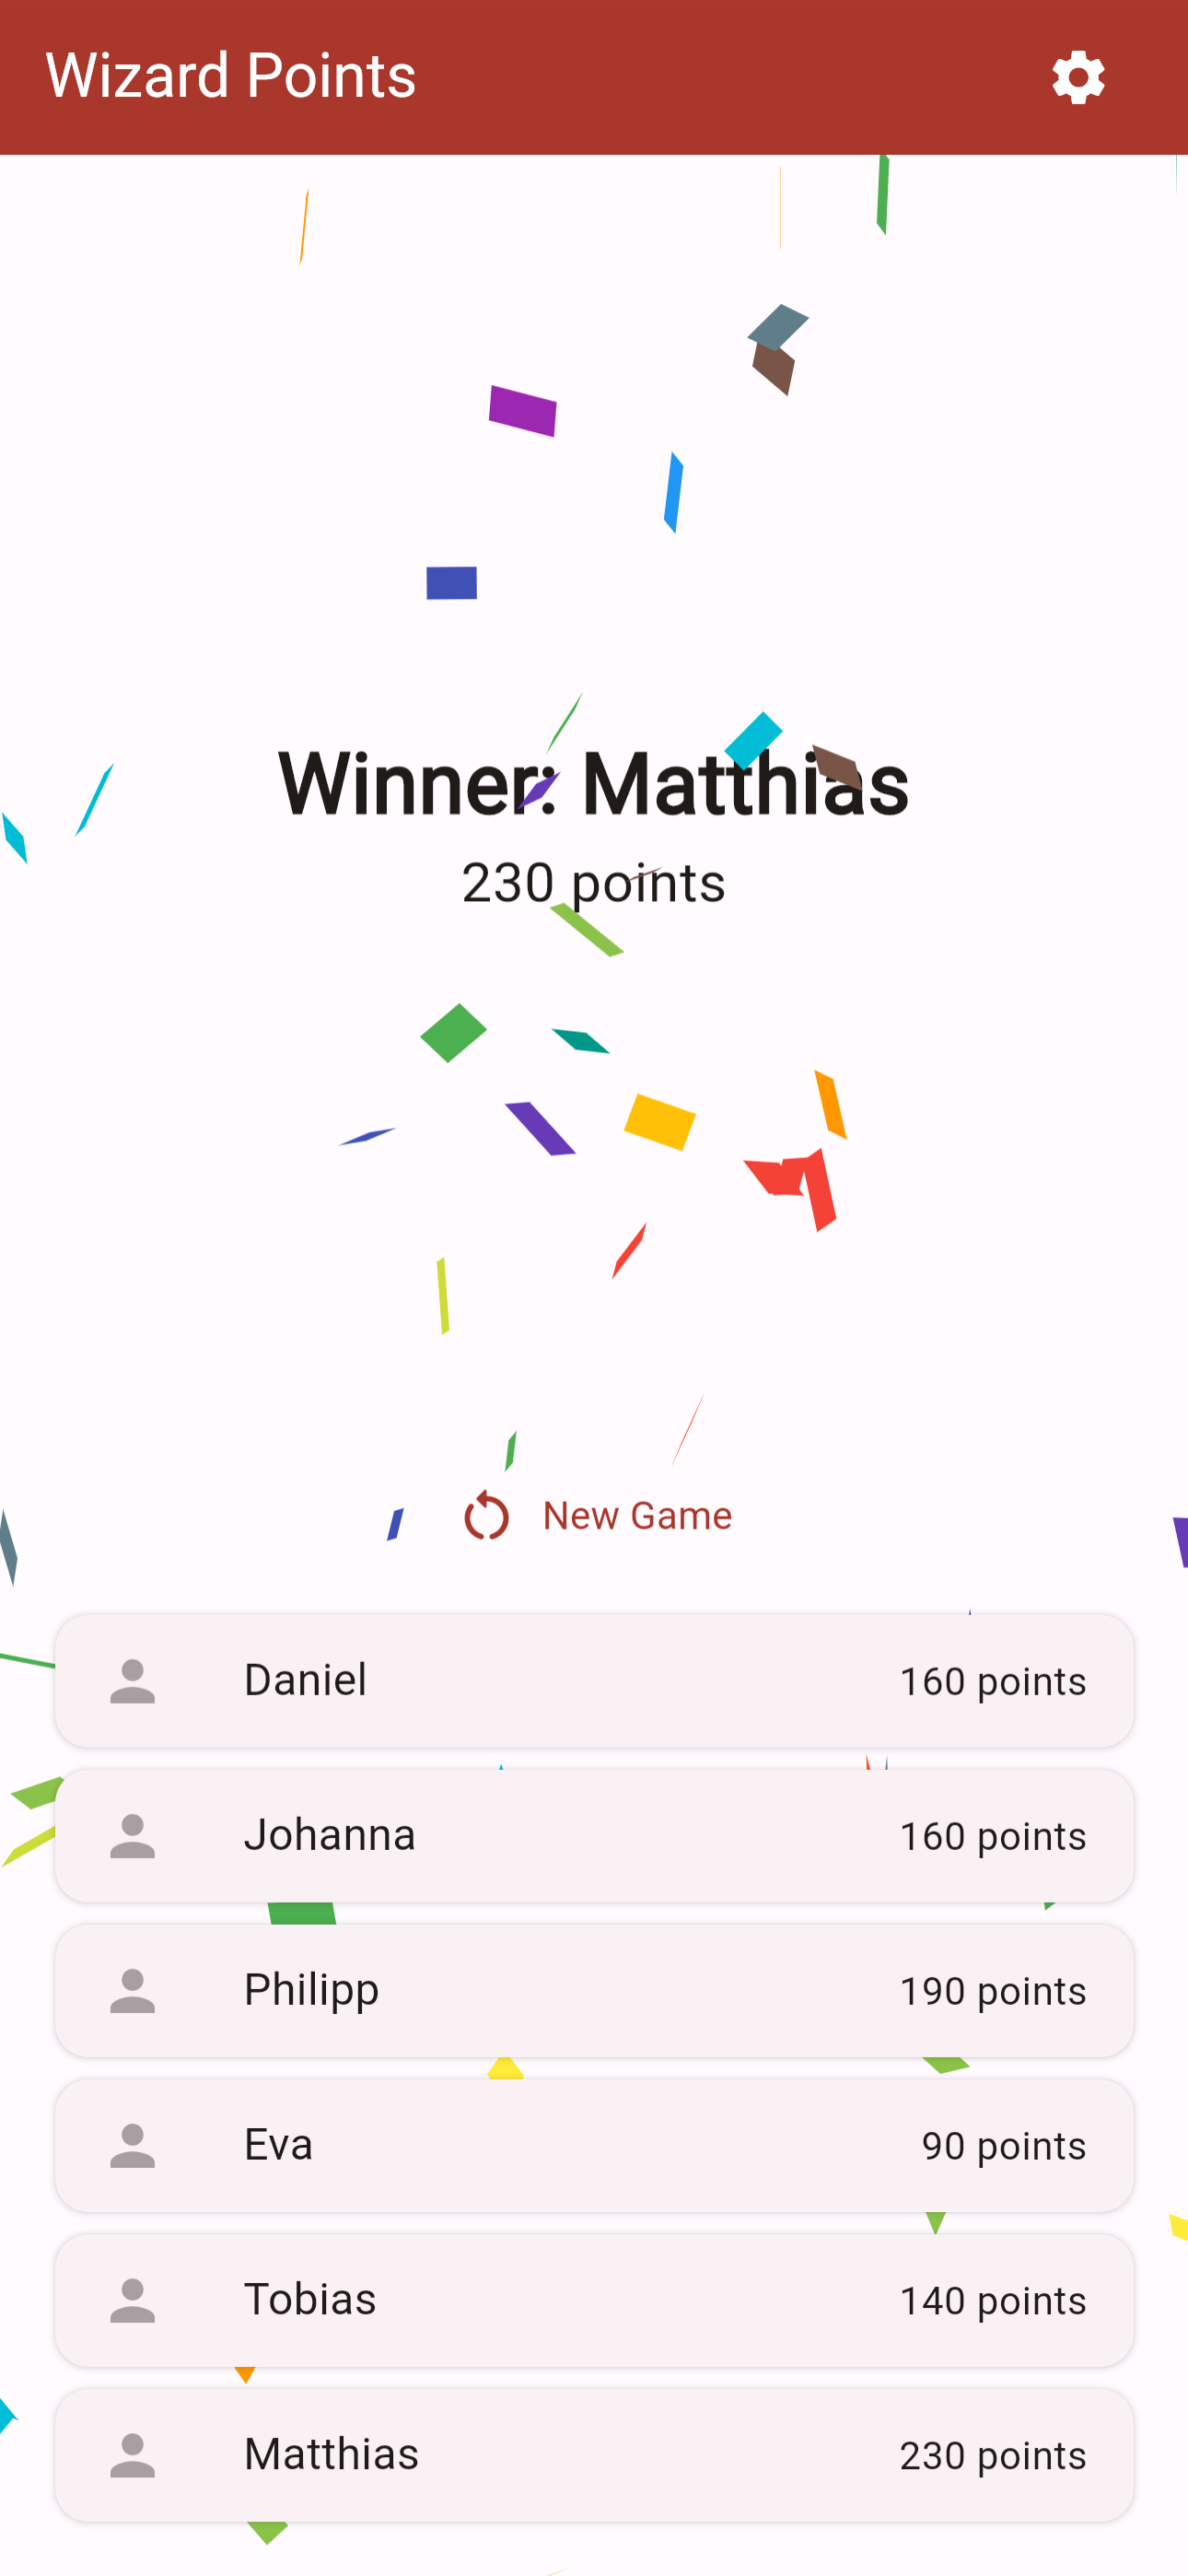 Wizard Points
Winner: Matthias
230 points
New Game
Daniel 160 points
Johanna 160 points
Philipp 190 points
Eva 90 points
Tobias 140 points
Matthias 230 points